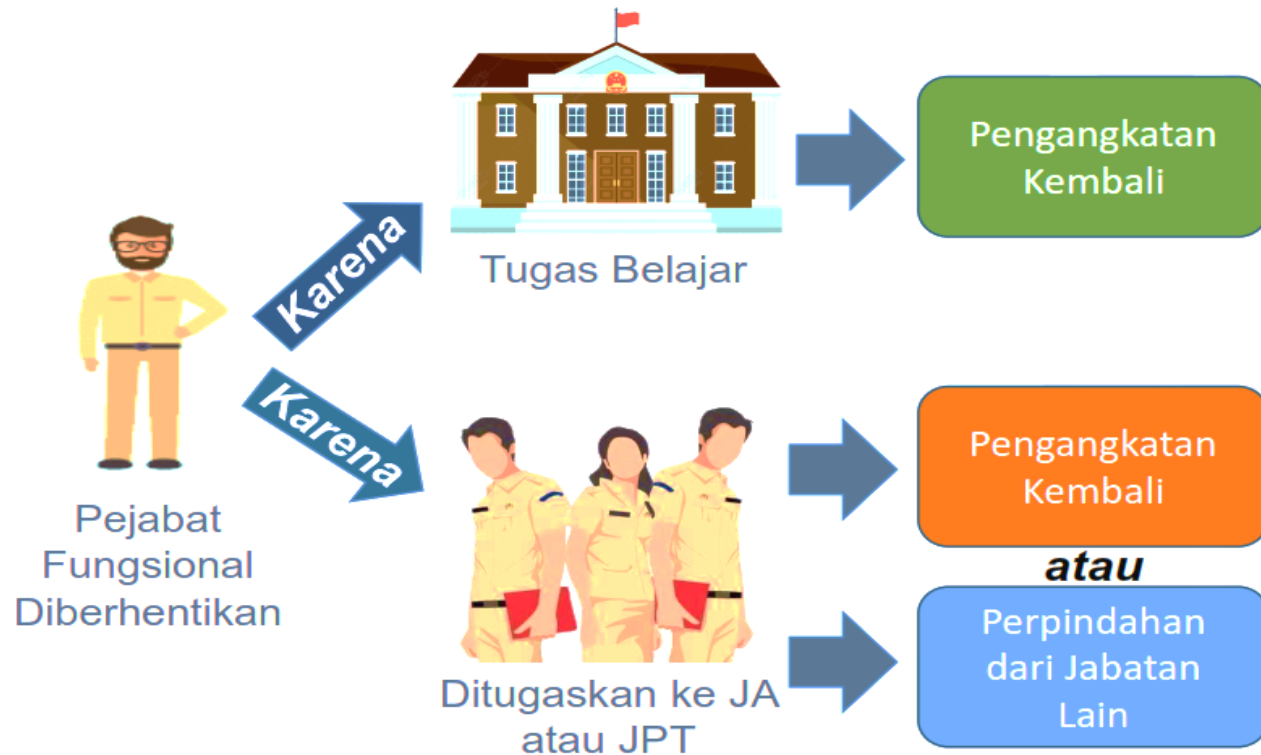 Pejabat
Fungsional
Diberhentikan
Karena
Tugas Belajar
Pengangkatan
Kembali
Karena
Ditugaskan ke JA
atau JPT
Pengangkatan
Kembali
atau
Perpindahan
dari Jabatan
Lain